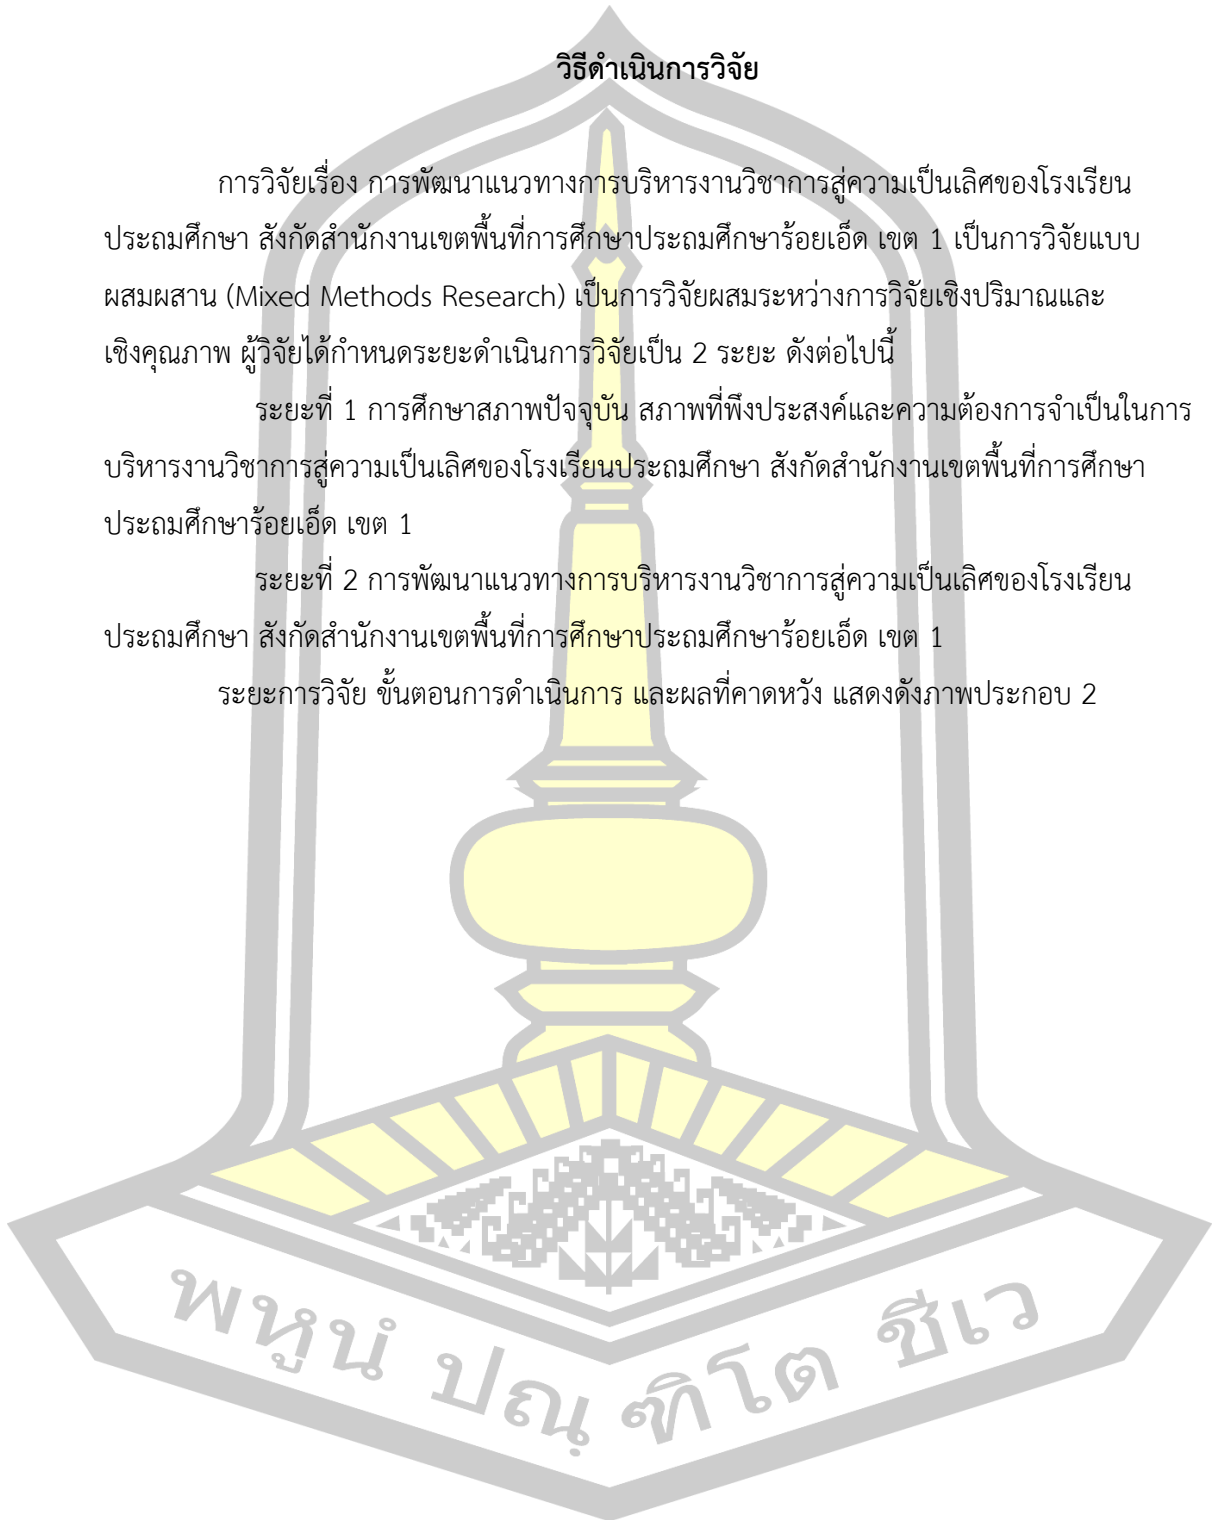 วิธีดำเนินการวิจัย
การวิจัยเรื่อง การพัฒนาแนวทางการบริหารงานวิชาการสู่ความเป็นเลิศของโรงเรียน
ประถมศึกษา สังกัดสำนักงานเขตพื้นที่การศึกษาประถมศึกษาร้อยเอ็ด เขต 1 เป็นการวิจัยแบบ
ผสมผสาน (Mixed Methods Research) เป็นการวิจัยผสมระหว่างการวิจัยเชิงปริมาณและ
เชิงคุณภาพ ผู้วิจัยได้กำหนดระยะดำเนินการวิจัยเป็น 2 ระยะ ดังต่อไปนี้
ระยะที่ 1 การศึกษาสภาพปัจจุบัน สภาพที่พึงประสงค์และความต้องการจำเป็นในการ
บริหารงานวิชาการสู่ความเป็นเลิศของโรงเรียนประถมศึกษา สังกัดสำนักงานเขตพื้นที่การศึกษา
ประถมศึกษาร้อยเอ็ด เขต 1
ระยะที่ 2 การพัฒนาแนวทางการบริหารงานวิชาการสู่ความเป็นเลิศของโรงเรียน
ประถมศึกษา สังกัดสำนักงานเขตพื้นที่การศึกษาประถมศึกษาร้อยเอ็ด เขต 1
ระยะการวิจัย ขั้นตอนการดำเนินการ และผลที่คาดหวัง แสดงดังภาพประกอบ 2
พหูนํ ปณฺ ฑิโต ชีเว